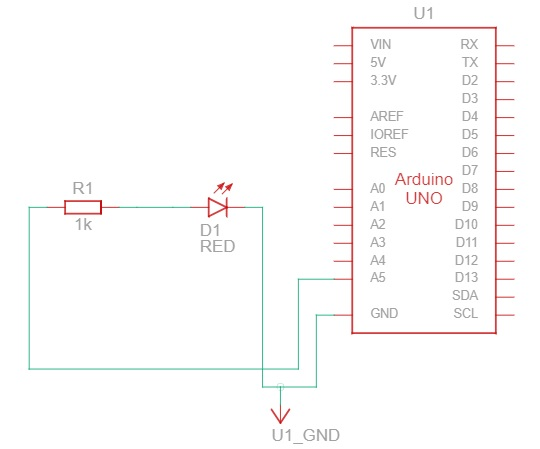 U1
VIN RX
5V TX
3.3V D2
D3
AREF D4
IOREF D5
RES D6
D7
Arduino
UNO
A0 D8
A1 D9
A2 D10
A3 D11
A4 D12
A5 D13
SDA
GND SCL
R1
1k
D1
RED
U1_GND